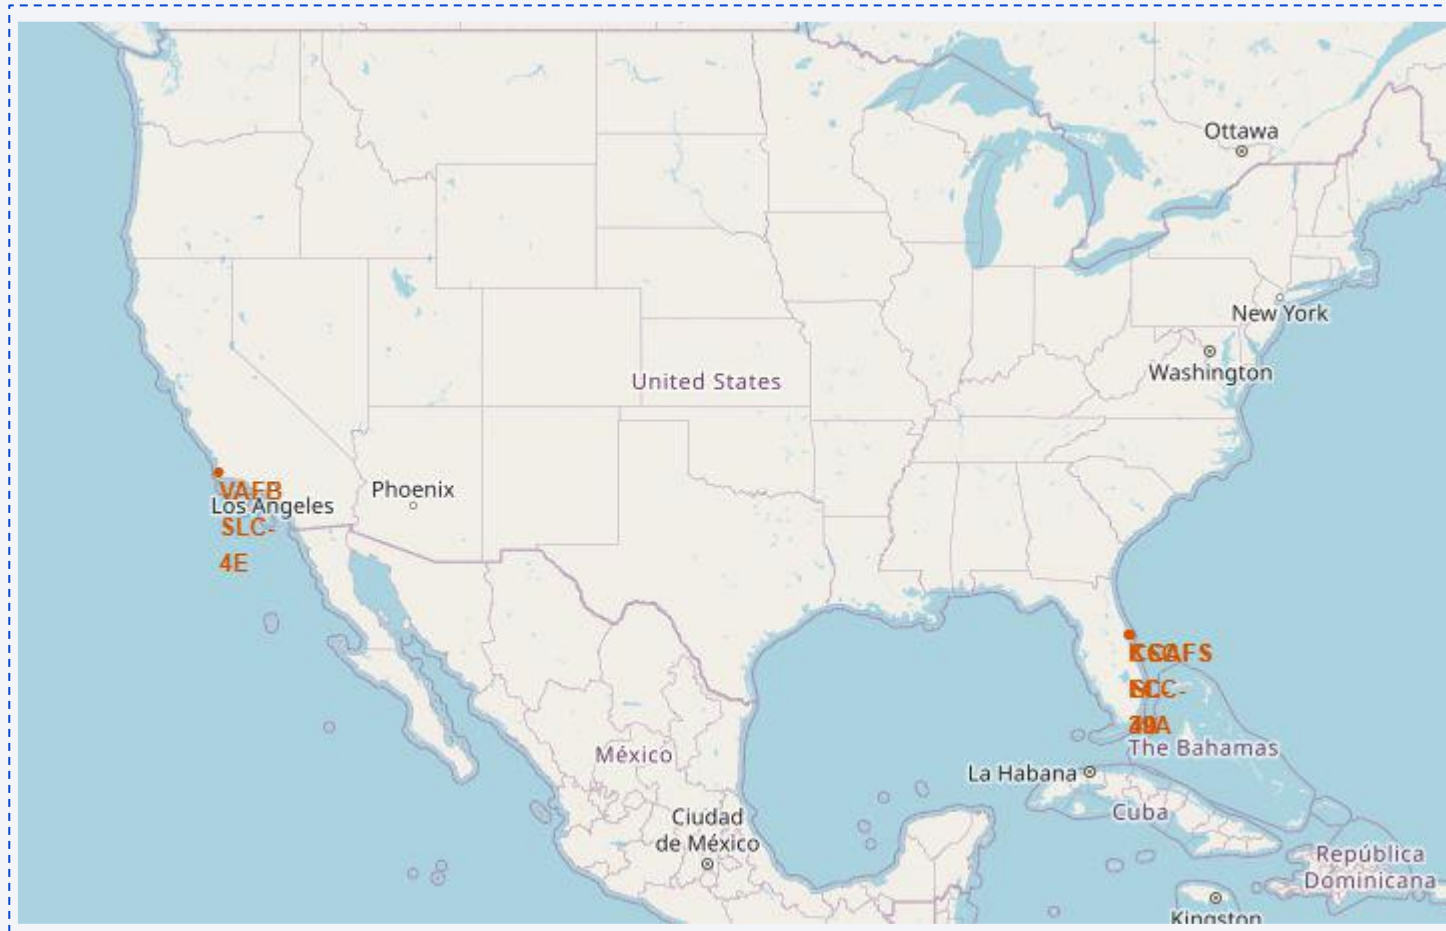 Ottawa
New York
Washington
United States
Phoenix
VAFB
Los Angeles
SLC-
4E
The Bahamas
México
La Habana
Cuba
Ciudad
de México
República
Dominicana
Kingston